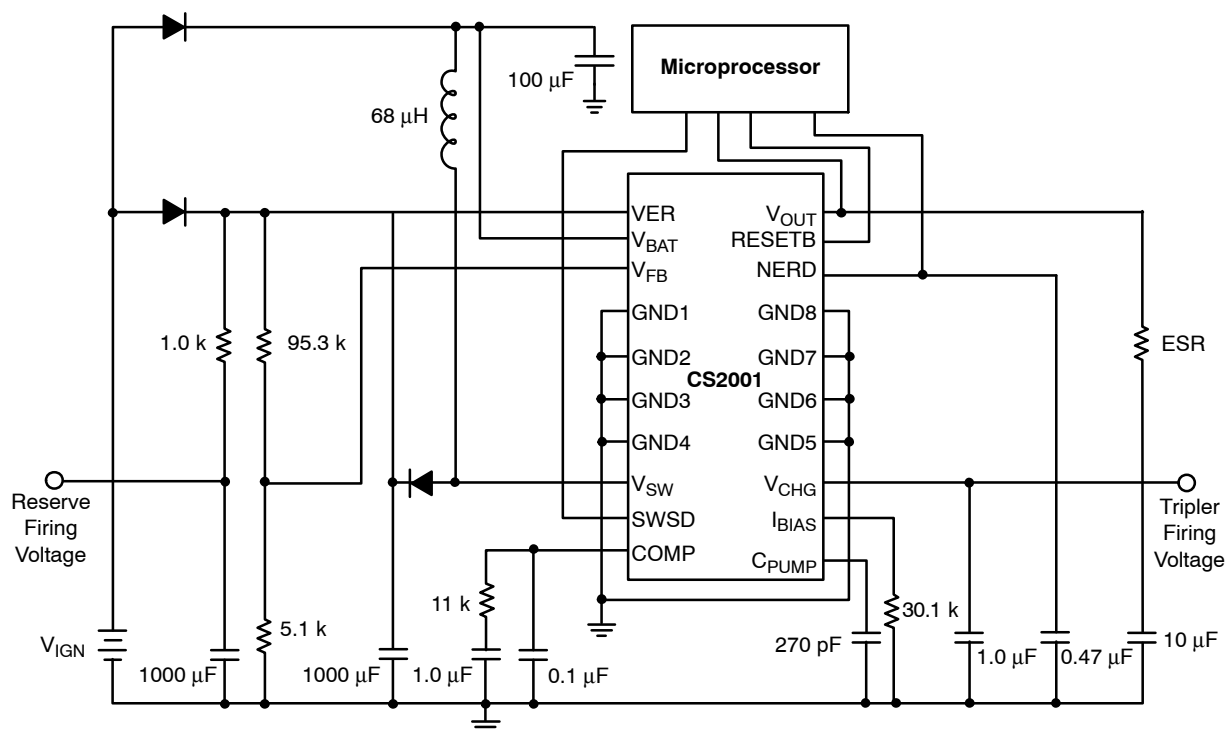 Microprocessor
100 μF
68 μH
VER
VBAT
VFB
GND1
GND2
GND3
GND4
VSW
SWSD
COMP
CS2001
VOUT
RESETB
NERD
GND8
GND7
GND6
GND5
VCHG
IBIAS
CPUMP
1.0 k
95.3 k
ESR
Reserve
Firing
Voltage
Tripler
Firing
Voltage
11 k
30.1 k
5.1 k
VIGN
1000 μF
1000 μF
1.0 μF
0.1 μF
270 pF
1.0 μF
0.47 μF
10 μF